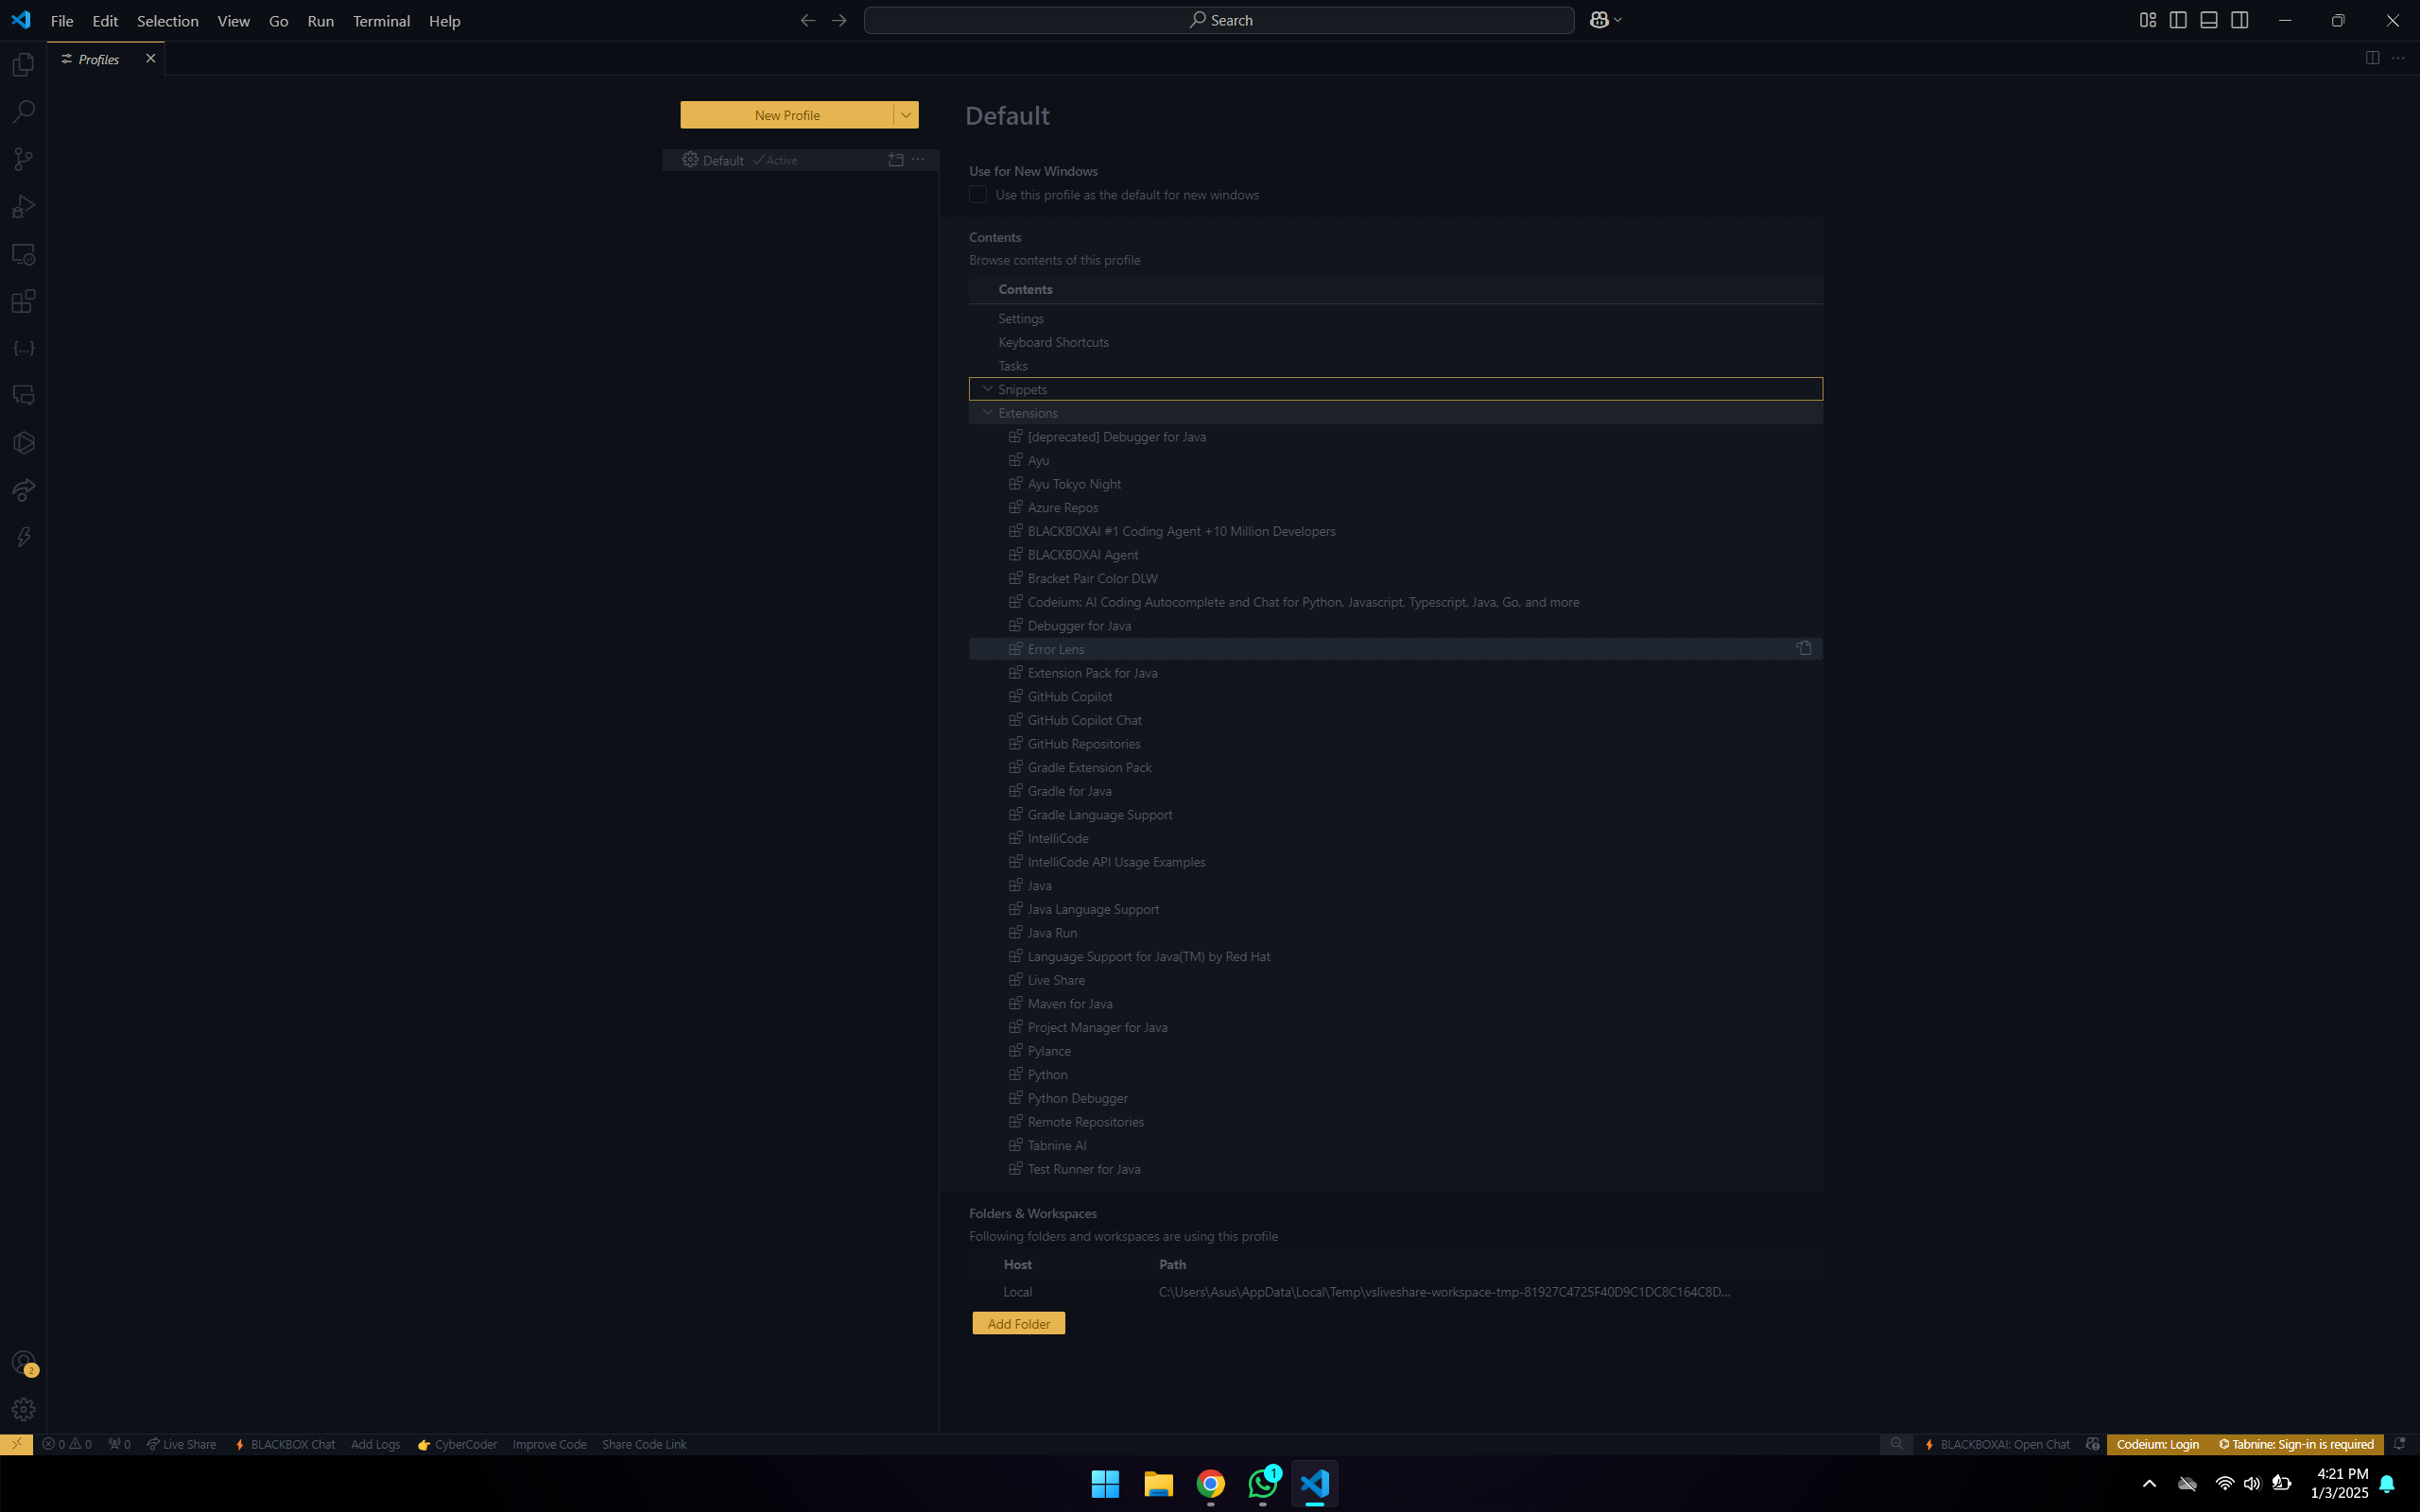 File Edit Selection View Go Run Terminal Help
Search
Profiles
New Profile
Default Active
Default
Use for New Windows
Use this profile as the default for new windows
Contents
Browse contents of this profile
Contents
Settings
Keyboard Shortcuts
Tasks
Snippets
Extensions
[deprecated] Debugger for Java
Ayu
Ayu Tokyo Night
Azure Repos
BLACKBOXAI #1 Coding Agent +10 Million Developers
BLACKBOXAI Agent
Bracket Pair Color DLW
Codeium: AI Coding Autocomplete and Chat for Python, Javascript, Typescript, Java, Go, and more
Debugger for Java
Error Lens
Extension Pack for Java
GitHub Copilot
GitHub Copilot Chat
GitHub Repositories
Gradle Extension Pack
Gradle for Java
Gradle Language Support
IntelliCode
IntelliCode API Usage Examples
Java
Java Language Support
Java Run
Language Support for Java(TM) by Red Hat
Live Share
Maven for Java
Project Manager for Java
Pylance
Python
Python Debugger
Remote Repositories
Tabnine AI
Test Runner for Java
Folders & Workspaces
Following folders and workspaces are using this profile
Host Path
Local C:\Users\Asus\AppData\Local\Temp\vsliveshare-workspace-tmp-81927C4725F40D9C1DC8C164C8D...
Add Folder
2
0 0 0 Live Share BLACKBOX Chat Add Logs CyberCoder Improve Code Share Code Link BLACKBOXAI: Open Chat Codeium: Login Tabnine: Sign-in is required
1
4:21 PM
1/3/2025